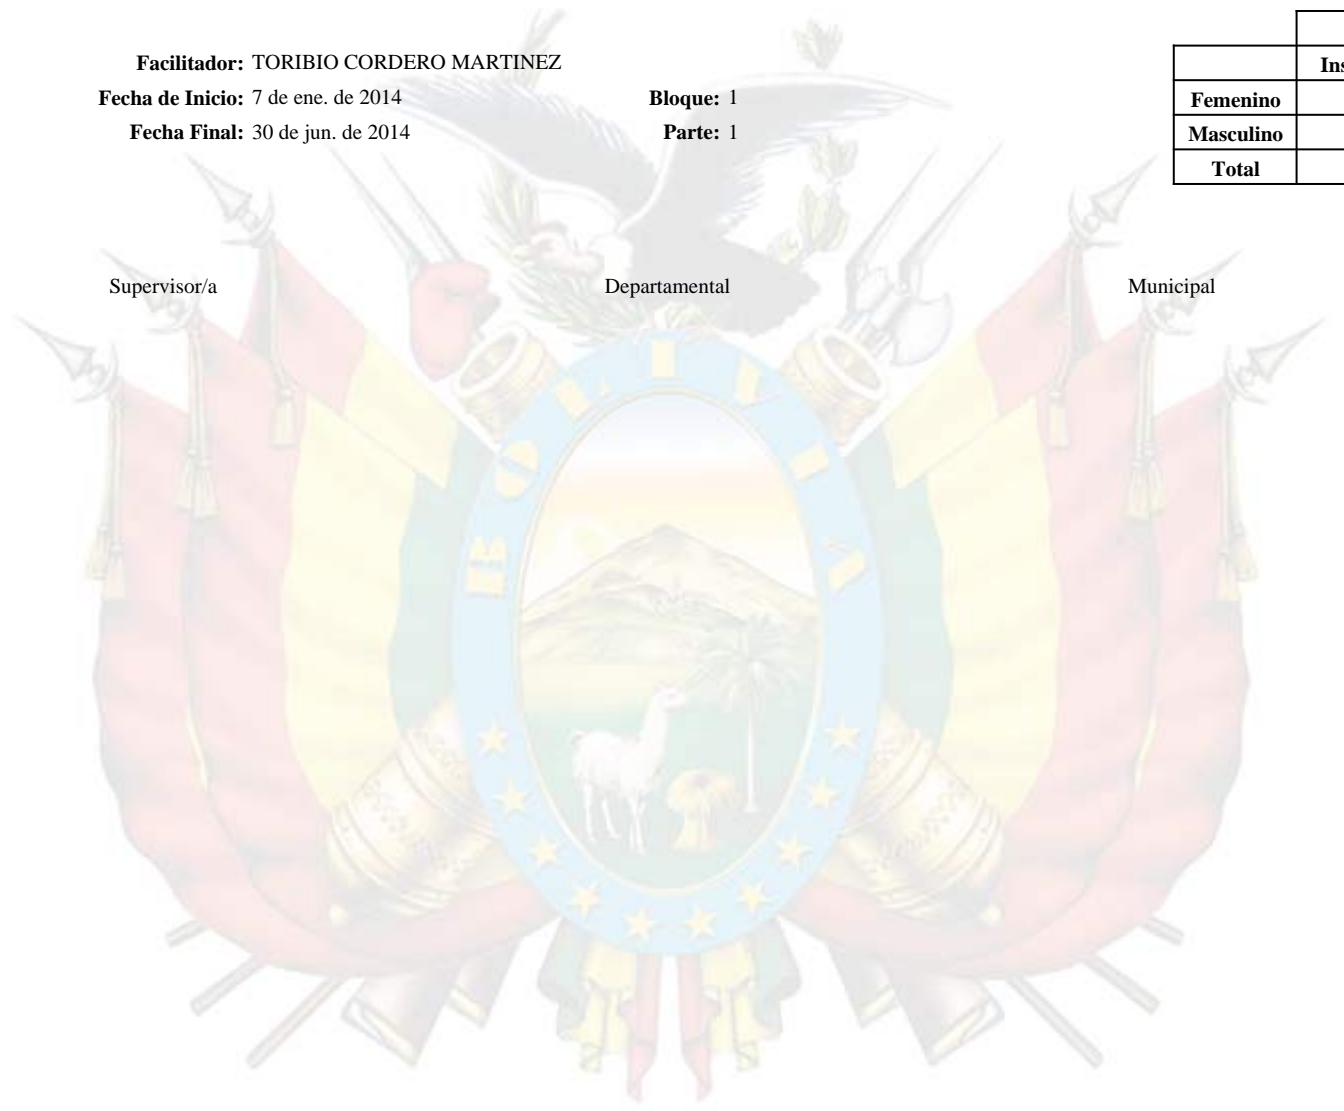 Facilitador: TORIBIO CORDERO MARTINEZ
Fecha de Inicio: 7 de ene. de 2014 Bloque: 1
Fecha Final: 30 de jun. de 2014 Parte: 1
Femenino
Masculino
Total
Supervisor/a Departamental Municipal
BOLIVIA